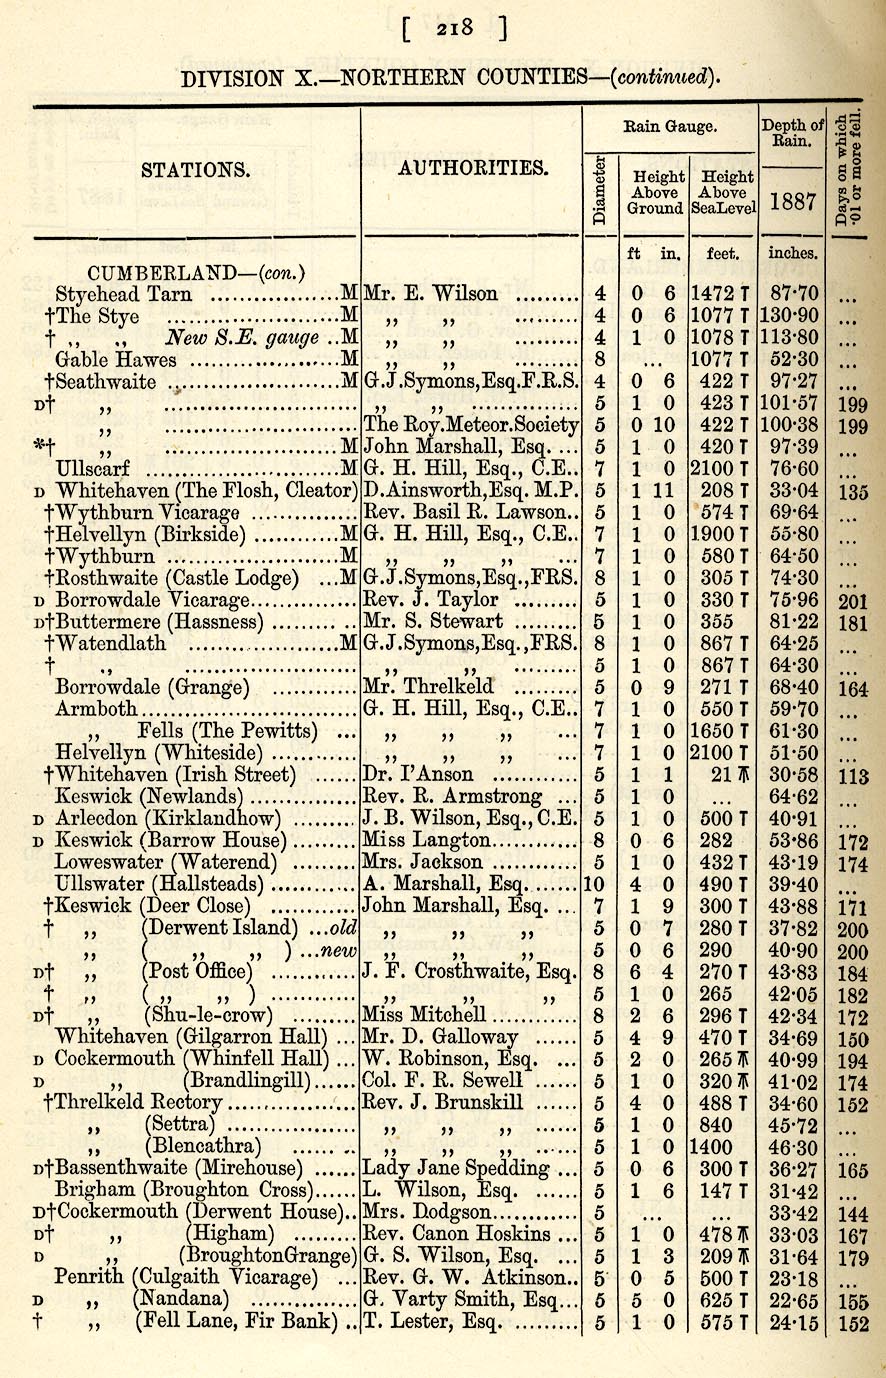 [ 218 ]
DIVISION X.—NORTHERN COUNTIES—(continued).
STATIONS. AUTHORITIES. Rain Gauge. Depth of Rain. Days on which ·01 or more fell.
Diameter Height Above Ground Height Above Sea Level 1887
ft in. feet. inches.
CUMBERLAND—(con.)
Styehead Tarn ..................M Mr. E. Wilson ......... 4 0 6 1472 T 87·70 ...
†The Stye .....................M ,, ,, ......... 4 0 6 1077 T 130·90 ...
† ,, ,, New S.E. gauge ..M ,, ,, ......... 4 1 0 1078 T 113·80 ...
Gable Hawes ..................M ,, ,, ......... 8 ... 1077 T 52·30 ...
†Seathwaite .....................M G.J.Symons,Esq.F.R.S. 4 0 6 422 T 97·27 ...
D† ,, ........................... ,, ,, ............... 5 1 0 423 T 101·57 199
,, ........................... The Roy.Meteor.Society 5 0 10 422 T 100·38 199
*† ,, ........................M John Marshall, Esq. ... 5 1 0 420 T 97·39 ...
Ullscarf ........................M G. H. Hill, Esq., C.E.. 7 1 0 2100 T 76·60 ...
D Whitehaven (The Flosh, Cleator) D.Ainsworth,Esq. M.P. 5 1 11 208 T 33·04 135
†Wythburn Vicarage ............... Rev. Basil R. Lawson.. 5 1 0 574 T 69·64 ...
†Helvellyn (Birkside) ............M G. H. Hill, Esq., C.E.. 7 1 0 1900 T 55·80 ...
†Wythburn .....................M ,, ,, ,, ... 7 1 0 580 T 64·50 ...
†Rosthwaite (Castle Lodge) ...M G.J.Symons,Esq.,FRS. 8 1 0 305 T 74·30 ...
D Borrowdale Vicarage............... Rev. J. Taylor ......... 5 1 0 330 T 75·96 201
D†Buttermere (Hassness) ........... Mr. S. Stewart ......... 5 1 0 355 81·22 181
†Watendlath ..................M G.J.Symons,Esq.,FRS. 8 1 0 867 T 64·25 ...
† ,, ........................ ,, ,, ......... 5 1 0 867 T 64·30 ...
Borrowdale (Grange) ............ Mr. Threlkeld ......... 5 0 9 271 T 68·40 164
Armboth.............................. G. H. Hill, Esq., C.E.. 7 1 0 550 T 59·70 ...
,, Fells (The Pewitts) ... ,, ,, ,, ... 7 1 0 1650 T 61·30 ...
Helvellyn (Whiteside) ............ ,, ,, ,, ... 7 1 0 2100 T 51·50 ...
†Whitehaven (Irish Street) ...... Dr. I'Anson ............ 5 1 1 21 ⊼ 30·58 113
Keswick (Newlands)............... Rev. R. Armstrong ... 5 1 0 ... 64·62 ...
D Arlecdon (Kirklandhow) ......... J. B. Wilson, Esq., C.E. 5 1 0 500 T 40·91 ...
D Keswick (Barrow House)......... Miss Langton............ 8 0 6 282 53·86 172
Loweswater (Waterend) ......... Mrs. Jackson ............ 5 1 0 432 T 43·19 174
Ullswater (Hallsteads)............ A. Marshall, Esq....... 10 4 0 490 T 39·40 ...
†Keswick (Deer Close) ............ John Marshall, Esq. ... 7 1 9 300 T 43·88 171
† ,, (Derwent Island) ...old ,, ,, ,, 5 0 7 280 T 37·82 200
,, ( ,, ,, ) ...new ,, ,, ,, 5 0 6 290 40·90 200
D† ,, (Post Office) ............ J. F. Crosthwaite, Esq. 8 6 4 270 T 43·83 184
† ,, ( ,, ,, ) ............ ,, ,, ,, 5 1 0 265 42·05 182
D† ,, (Shu-le-crow) ......... Miss Mitchell............ 8 2 6 296 T 42·34 172
Whitehaven (Gilgarron Hall) ... Mr. D. Galloway ...... 5 4 9 470 T 34·69 150
D Cockermouth (Whinfell Hall) ... W. Robinson, Esq. ... 5 2 0 265 ⊼ 40·99 194
D ,, (Brandlingill)...... Col. F. R. Sewell ...... 5 1 0 320 ⊼ 41·02 174
†Threlkeld Rectory.................. Rev. J. Brunskill ...... 5 4 0 488 T 34·60 152
,, (Settra) .................. ,, ,, ,, ...... 5 1 0 840 45·72 ...
,, (Blencathra) ........ ,, ,, ,, ...... 5 1 0 1400 46·30 ...
D†Bassenthwaite (Mirehouse) ...... Lady Jane Spedding ... 5 0 6 300 T 36·27 165
Brigham (Broughton Cross)...... L. Wilson, Esq. ...... 5 1 6 147 T 31·42 ...
D†Cockermouth (Derwent House).. Mrs. Dodgson............ 5 ... ... 33·42 144
D† ,, (Higham) ......... Rev. Canon Hoskins ... 5 1 0 478 ⊼ 33·03 167
D ,, (BroughtonGrange) G. S. Wilson, Esq. ... 5 1 3 209 ⊼ 31·64 179
Penrith (Culgaith Vicarage) ... Rev. G. W. Atkinson.. 5 0 5 500 T 23·18 ...
D ,, (Nandana) ............... G. Varty Smith, Esq... 5 5 0 625 T 22·65 155
† ,, (Fell Lane, Fir Bank) .. T. Lester, Esq. ......... 5 1 0 575 T 24·15 152